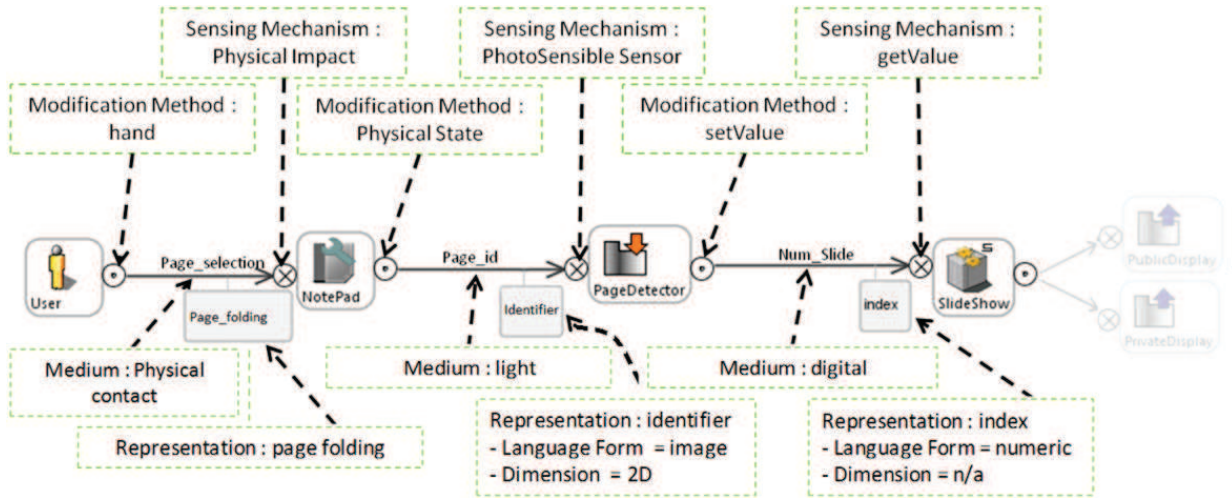 Sensing Mechanism :
Physical Impact
Sensing Mechanism :
PhotoSensible Sensor
Sensing Mechanism :
getValue
Modification Method :
hand
Modification Method :
Physical State
Modification Method :
setValue
User
Page_selection
Page_folding
NotePad
Page_id
Identifier
PageDetector
Num_Slide
index
S
SlideShow
PublicDisplay
PrivateDisplay
Medium : Physical
contact
Medium : light
Medium : digital
Representation : page folding
Representation : identifier
- Language Form = image
- Dimension = 2D
Representation : index
- Language Form = numeric
- Dimension = n/a